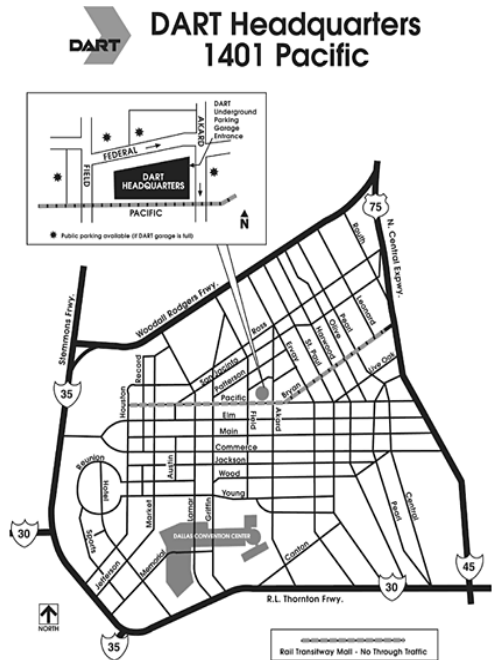 DART
DART Headquarters
1401 Pacific
DART
Underground
Parking
Garage
Entrance
AKARD
FEDERAL
FIELD
DART
HEADQUARTERS
PACIFIC
N
Public parking available (if DART garage is full)
75
N. Central Expwy.
Routh
Woodall Rodgers Frwy.
Stemmons Frwy.
Leonard
Pearl
Olive
Harwood
St. Paul
Ervay
Ross
San Jacinto
Patterson
Record
Live Oak
Bryan
Pacific
35
Houston
Elm
Field
Akard
Main
Commerce
Jackson
Wood
Young
Reunion
Hotel
Austin
Market
Lamar
Griffin
Sports
Jefferson
Memorial
DALLAS CONVENTION CENTER
Canton
Central
Pearl
30
45
30
R.L. Thornton Frwy.
35
NORTH
Rail Transitway Mall - No Through Traffic